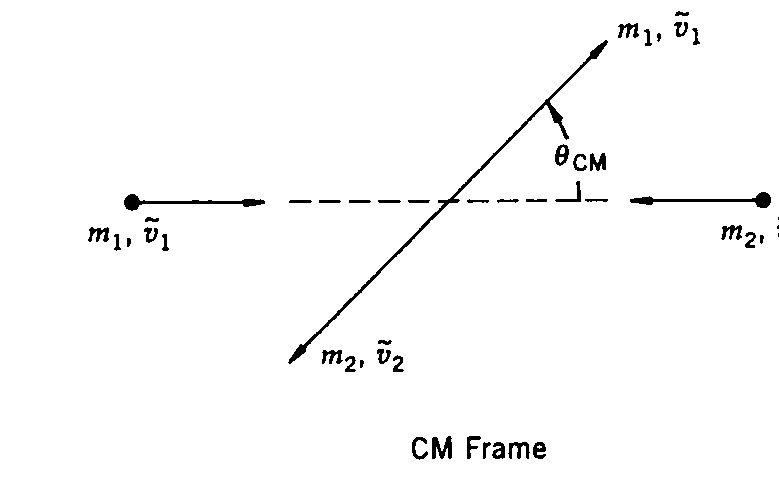 m₁, ṽ₁
θCM
m₁, ṽ₁
m₂,
m₂, ṽ₂
CM Frame